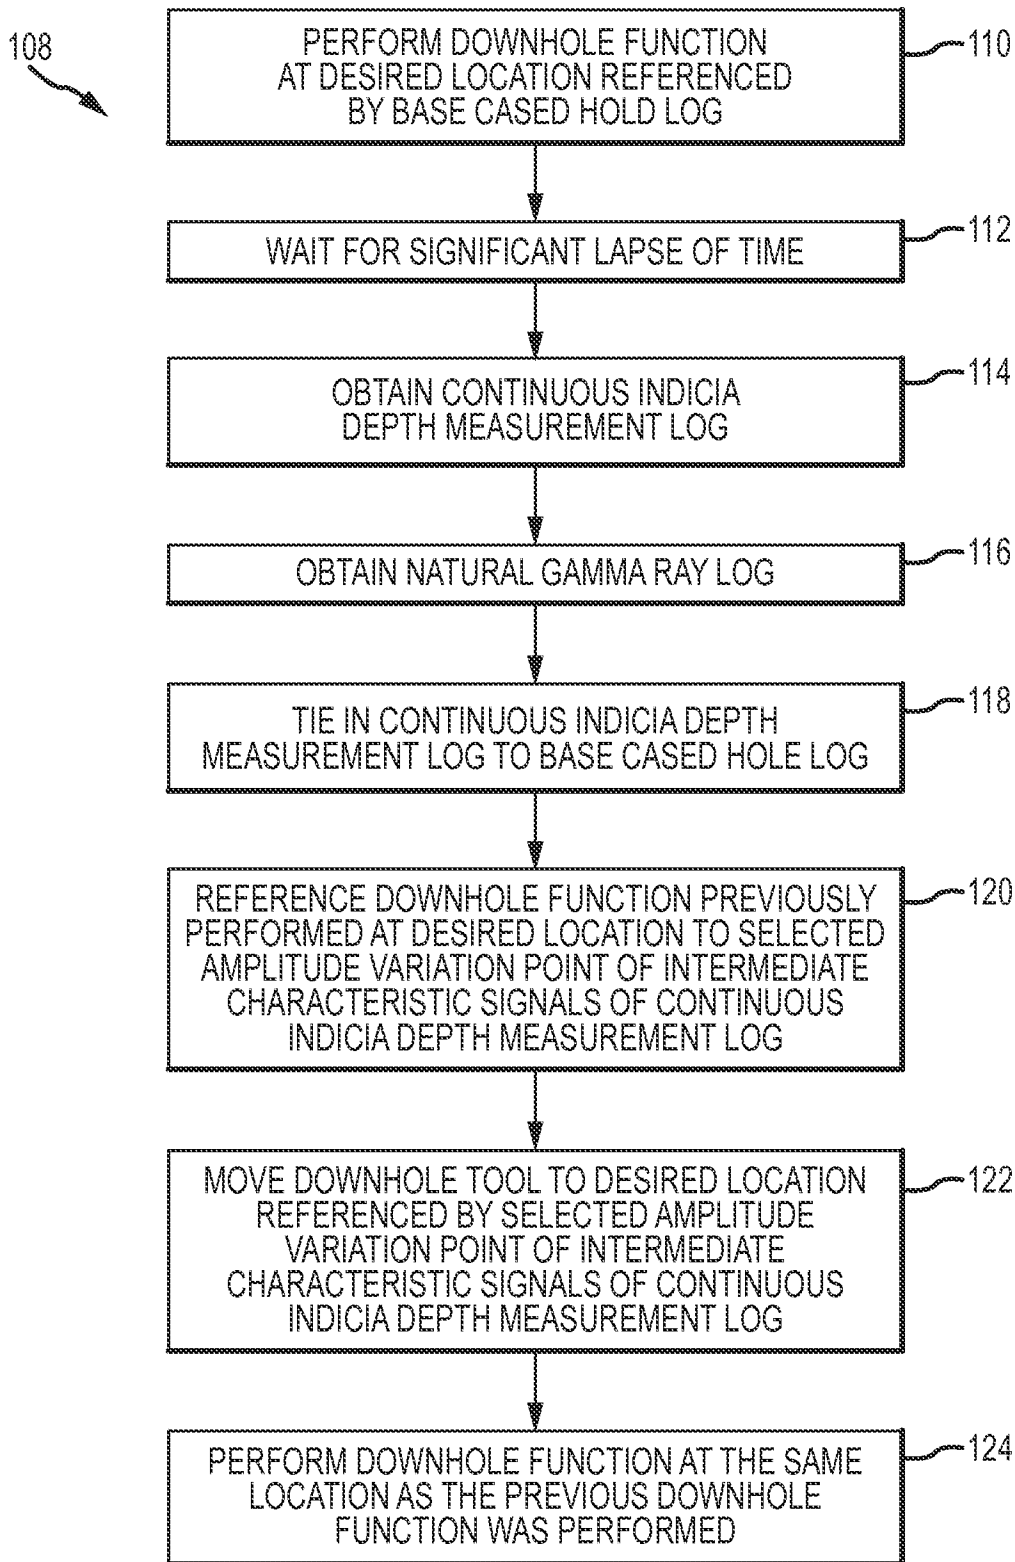 108
PERFORM DOWNHOLE FUNCTION
AT DESIRED LOCATION REFERENCED
BY BASE CASED HOLD LOG
110
WAIT FOR SIGNIFICANT LAPSE OF TIME
112
OBTAIN CONTINUOUS INDICIA
DEPTH MEASUREMENT LOG
114
OBTAIN NATURAL GAMMA RAY LOG
116
TIE IN CONTINUOUS INDICIA DEPTH
MEASUREMENT LOG TO BASE CASED HOLE LOG
118
REFERENCE DOWNHOLE FUNCTION PREVIOUSLY
PERFORMED AT DESIRED LOCATION TO SELECTED
AMPLITUDE VARIATION POINT OF INTERMEDIATE
CHARACTERISTIC SIGNALS OF CONTINUOUS
INDICIA DEPTH MEASUREMENT LOG
120
MOVE DOWNHOLE TOOL TO DESIRED LOCATION
REFERENCED BY SELECTED AMPLITUDE
VARIATION POINT OF INTERMEDIATE
CHARACTERISTIC SIGNALS OF CONTINUOUS
INDICIA DEPTH MEASUREMENT LOG
122
PERFORM DOWNHOLE FUNCTION AT THE SAME
LOCATION AS THE PREVIOUS DOWNHOLE
FUNCTION WAS PERFORMED
124